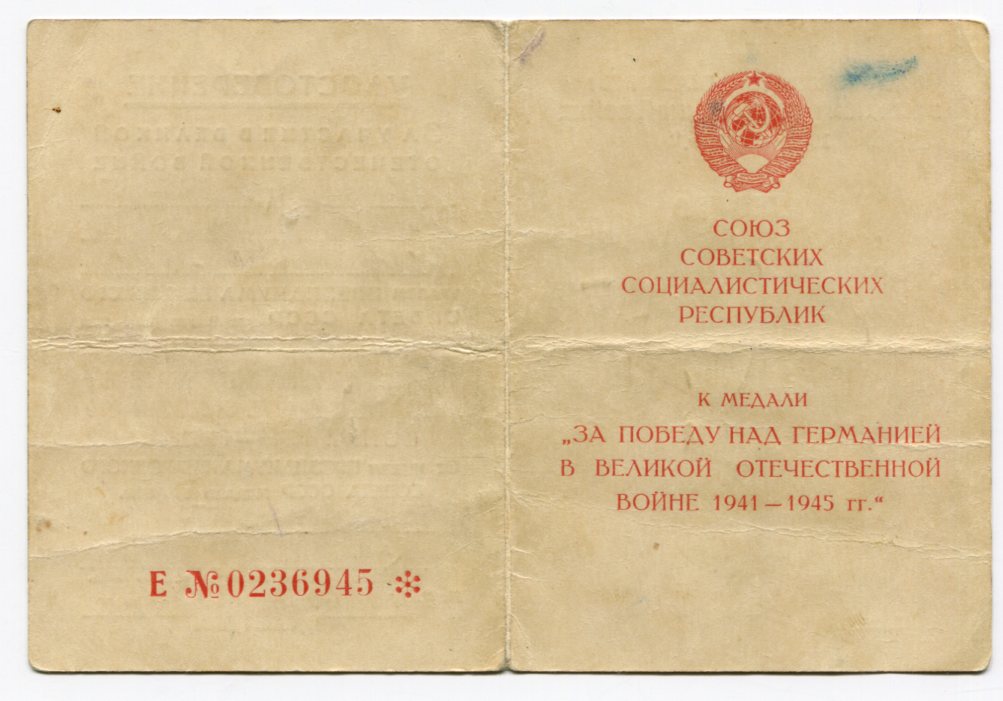 СОЮЗ
СОВЕТСКИХ
СОЦИАЛИСТИЧЕСКИХ
РЕСПУБЛИК
К МЕДАЛИ
„ЗА ПОБЕДУ НАД ГЕРМАНИЕЙ
В ВЕЛИКОЙ ОТЕЧЕСТВЕННОЙ
ВОЙНЕ 1941 — 1945 гг.“
Е №0236945